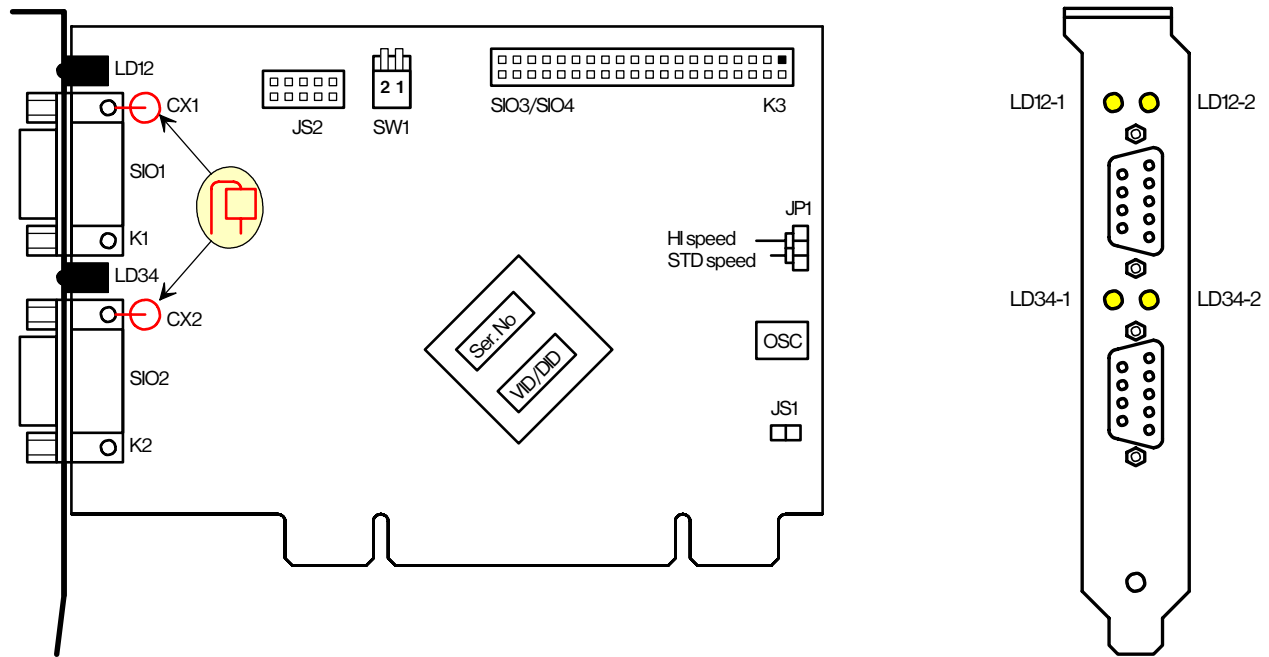 LD12
CX1
SIO1
K1
LD34
CX2
SIO2
K2
JS2
2 1
SW1
SIO3/SIO4
K3
JP1
HI speed
STD speed
Ser. No
VID/DID
OSC
JS1
LD12-1
LD12-2
LD34-1
LD34-2